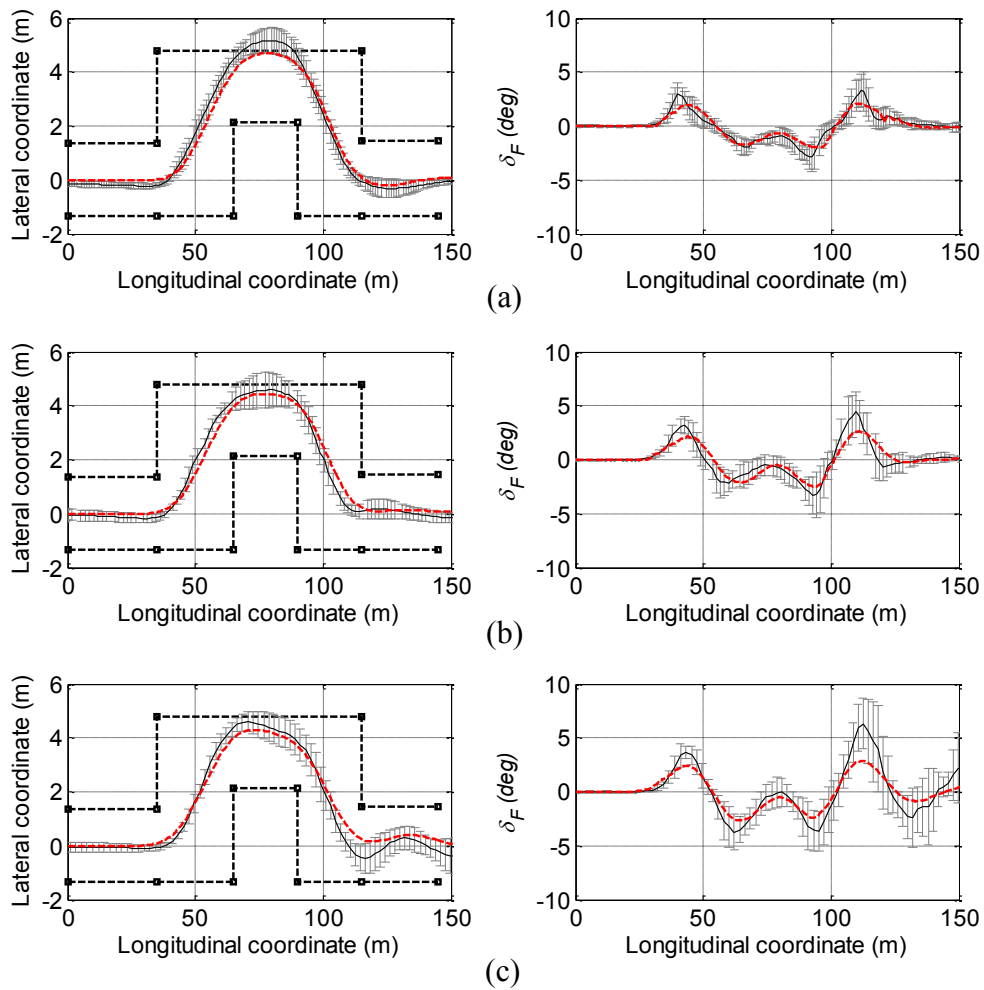 6
4
2
0
-2
Lateral coordinate (m)
0 50 100 150
Longitudinal coordinate (m)
10
5
0
-5
-10
δF (deg)
0 50 100 150
Longitudinal coordinate (m)
(a)
6
4
2
0
-2
Lateral coordinate (m)
0 50 100 150
Longitudinal coordinate (m)
10
5
0
-5
-10
δF (deg)
0 50 100 150
Longitudinal coordinate (m)
(b)
6
4
2
0
-2
Lateral coordinate (m)
0 50 100 150
Longitudinal coordinate (m)
10
5
0
-5
-10
δF (deg)
0 50 100 150
Longitudinal coordinate (m)
(c)